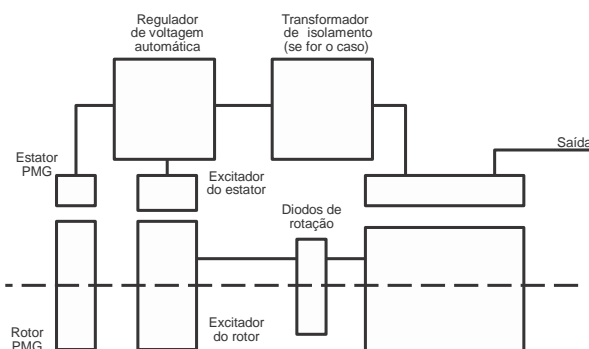 Regulador
de voltagem
automática
Transformador
de isolamento
(se for o caso)
Estator
PMG
Excitador
do estator
Saída
Diodos de
rotação
Rotor
PMG
Excitador
do rotor